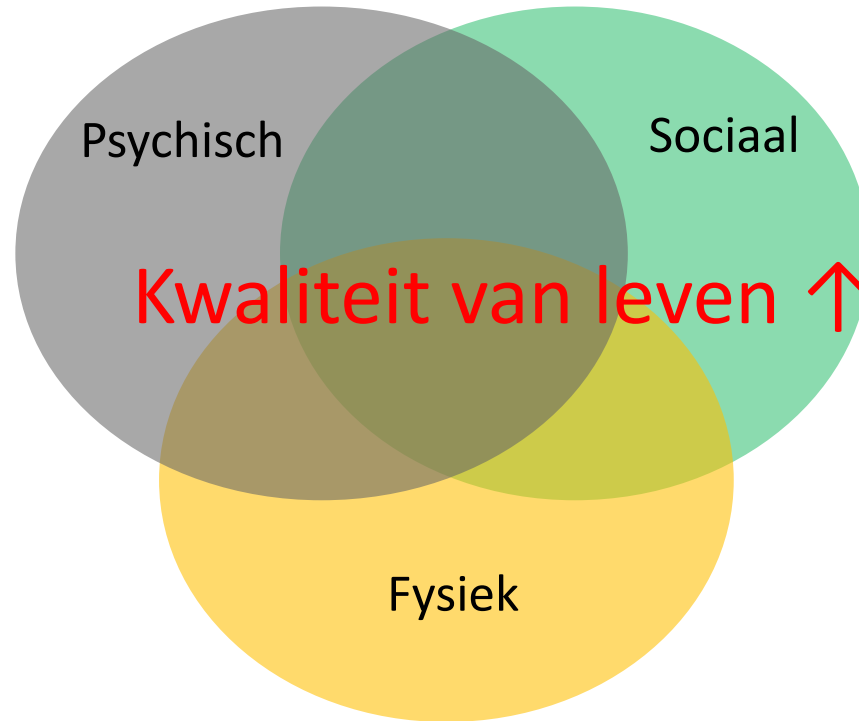 Psychisch
Sociaal
Kwaliteit van leven ↑
Fysiek